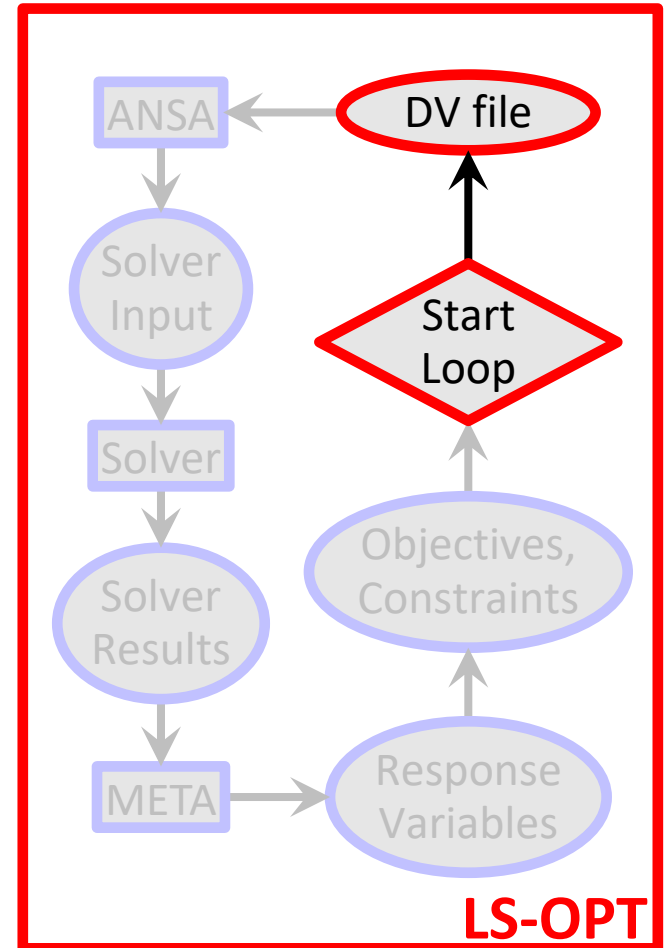 ANSA
DV file
Solver
Input
Start
Loop
Solver
Objectives,
Constraints
Solver
Results
META
Response
Variables
LS-OPT